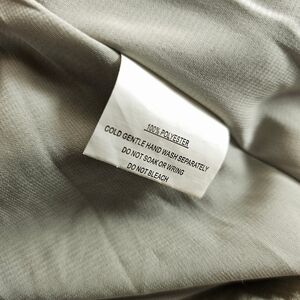 100% POLYESTER
COLD GENTLE HAND WASH SEPARATELY
DO NOT SOAK OR WRING
DO NOT BLEACH